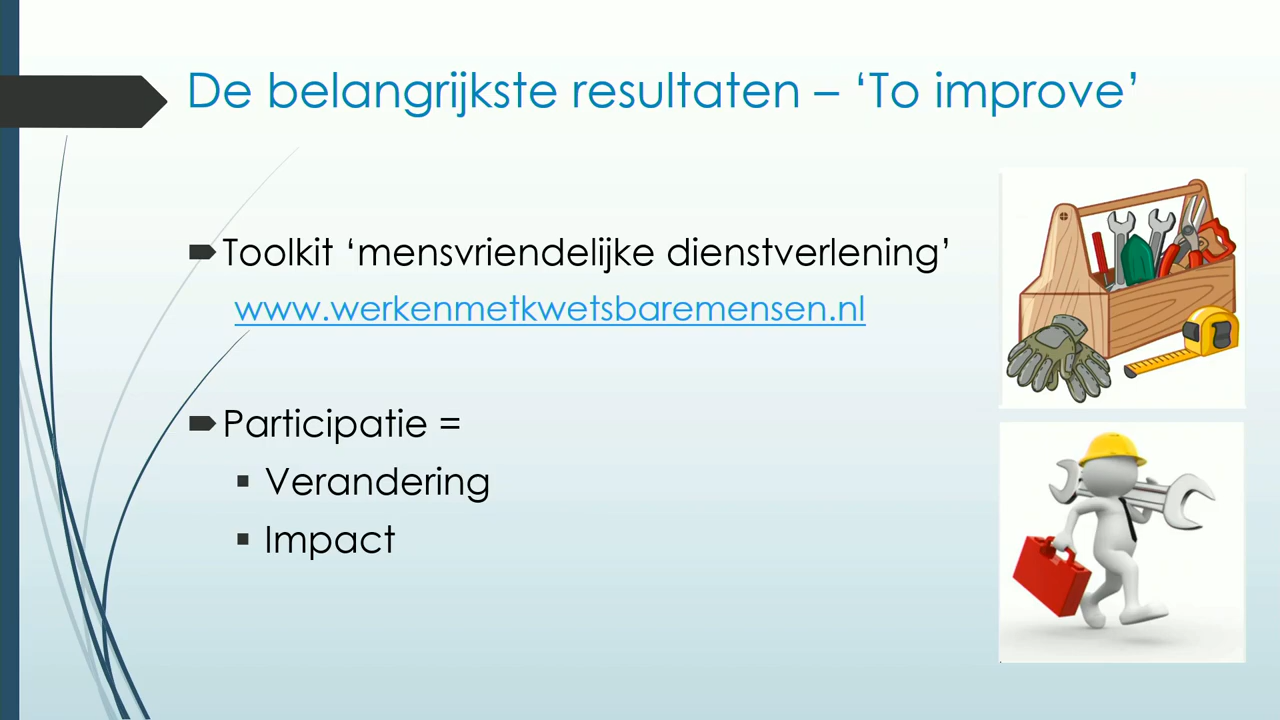 De belangrijkste resultaten – ‘To improve’
Toolkit ‘mensvriendelijke dienstverlening’
www.werkenmetkwetsbaremensen.nl
Participatie =
Verandering
Impact